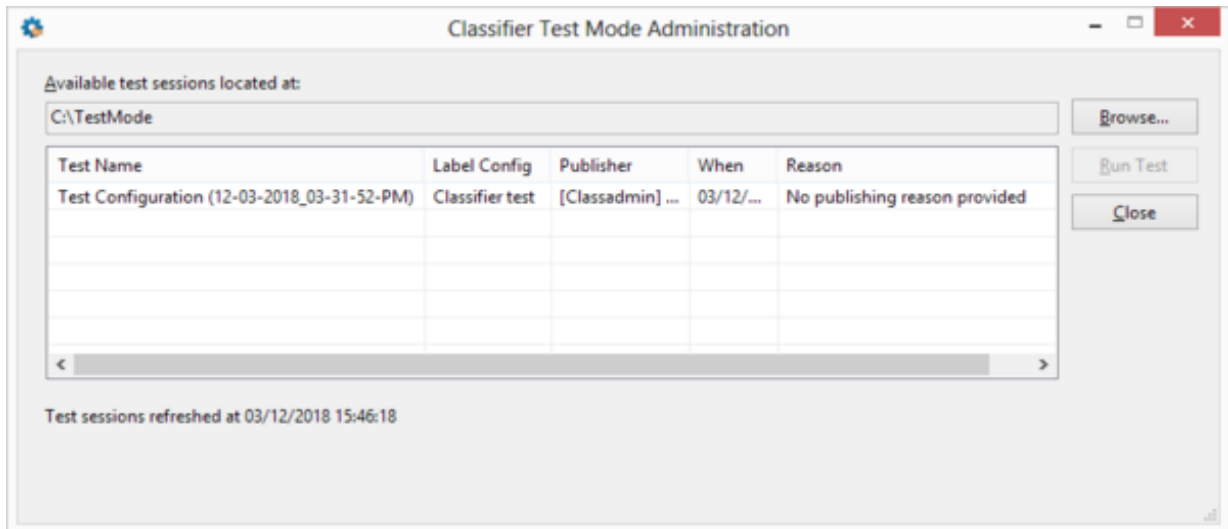 Classifier Test Mode Administration
Available test sessions located at:
C:\TestMode
Browse...
Test Name Label Config Publisher When Reason
Run Test
Test Configuration (12-03-2018_03-31-52-PM) Classifier test [Classadmin] ... 03/12/... No publishing reason provided
Close
Test sessions refreshed at 03/12/2018 15:46:18